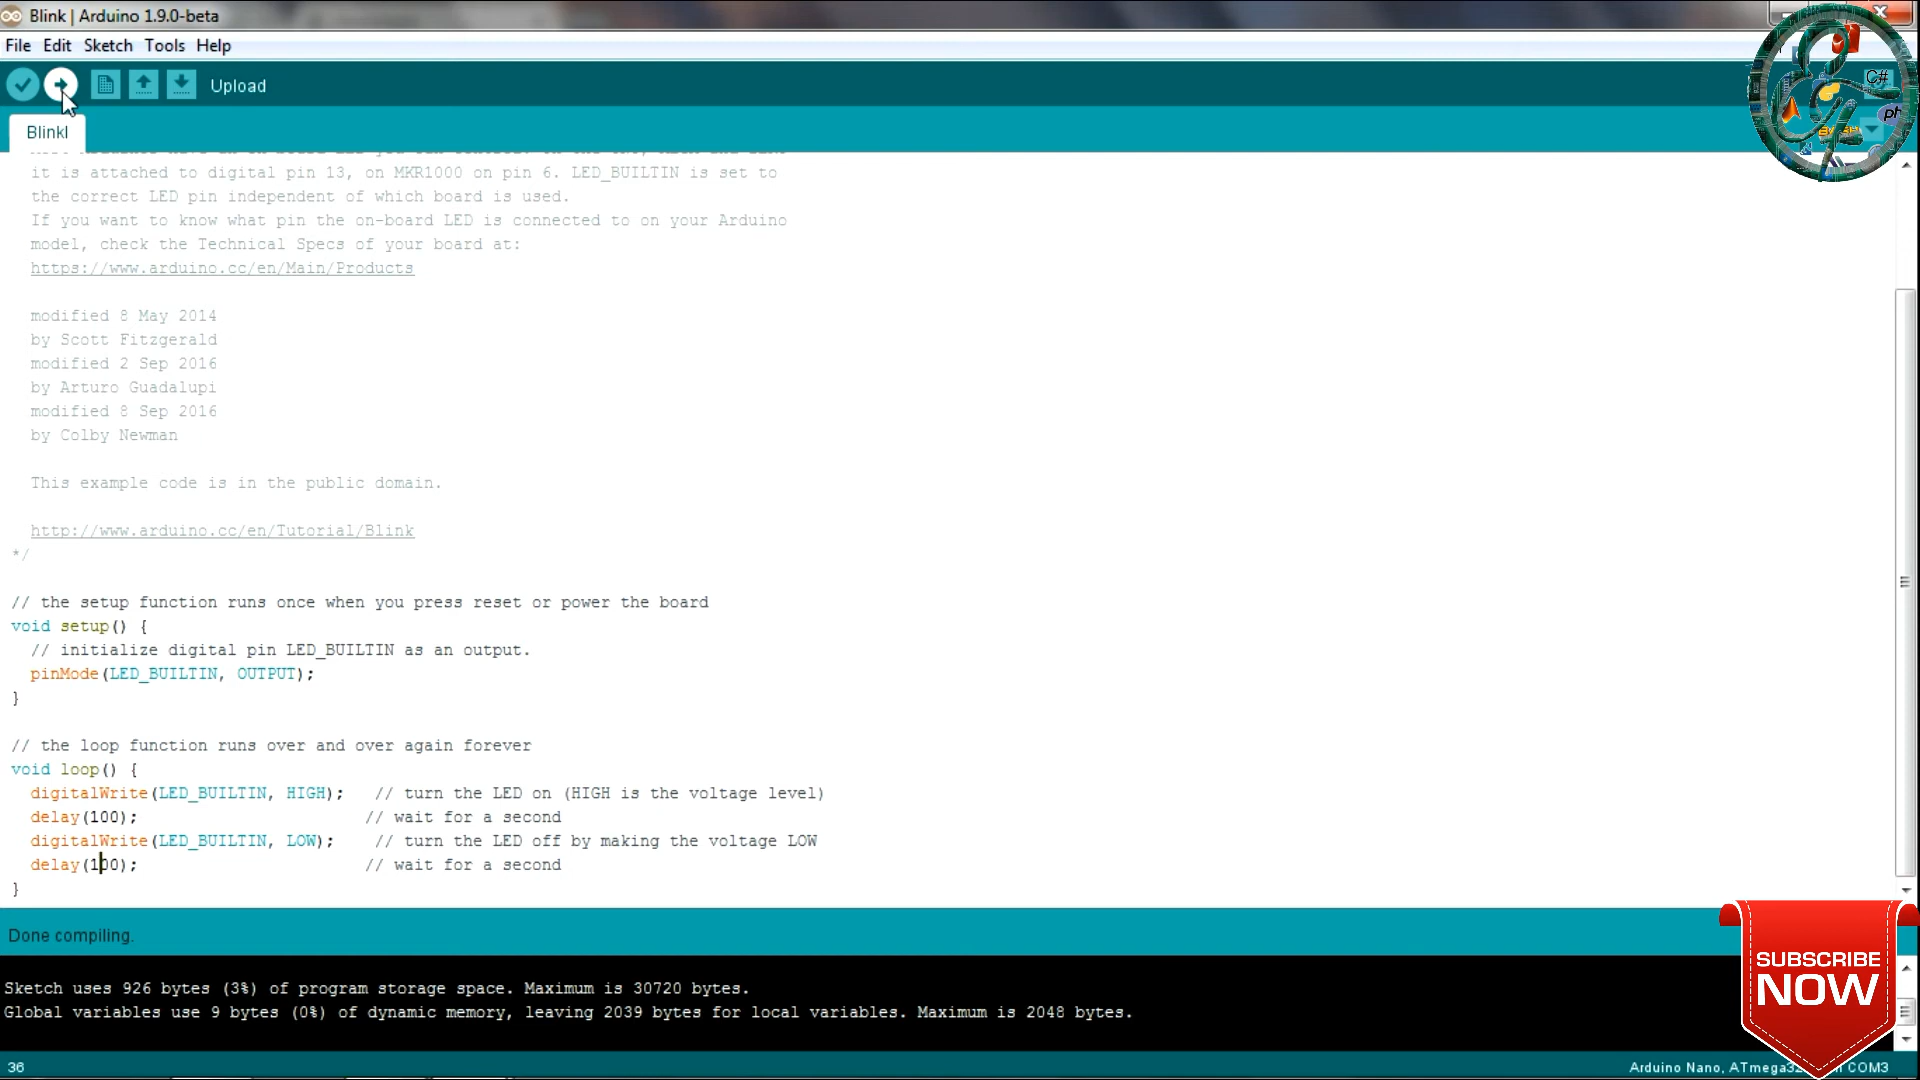 Blink | Arduino 1.9.0-beta
File Edit Sketch Tools Help
Upload
Blink
C#
ph
it is attached to digital pin 13, on MKR1000 on pin 6. LED_BUILTIN is set to
the correct LED pin independent of which board is used.
If you want to know what pin the on-board LED is connected to on your Arduino
model, check the Technical Specs of your board at:
https://www.arduino.cc/en/Main/Products
modified 8 May 2014
by Scott Fitzgerald
modified 2 Sep 2016
by Arturo Guadalupi
modified 8 Sep 2016
by Colby Newman
This example code is in the public domain.
http://www.arduino.cc/en/Tutorial/Blink
*/
// the setup function runs once when you press reset or power the board
void setup() {
// initialize digital pin LED_BUILTIN as an output.
pinMode(LED_BUILTIN, OUTPUT);
}
// the loop function runs over and over again forever
void loop() {
digitalWrite(LED_BUILTIN, HIGH); // turn the LED on (HIGH is the voltage level)
delay(100); // wait for a second
digitalWrite(LED_BUILTIN, LOW); // turn the LED off by making the voltage LOW
delay(100); // wait for a second
}
Done compiling.
Sketch uses 926 bytes (3%) of program storage space. Maximum is 30720 bytes.
Global variables use 9 bytes (0%) of dynamic memory, leaving 2039 bytes for local variables. Maximum is 2048 bytes.
36
Arduino Nano, COM3
SUBSCRIBE
NOW